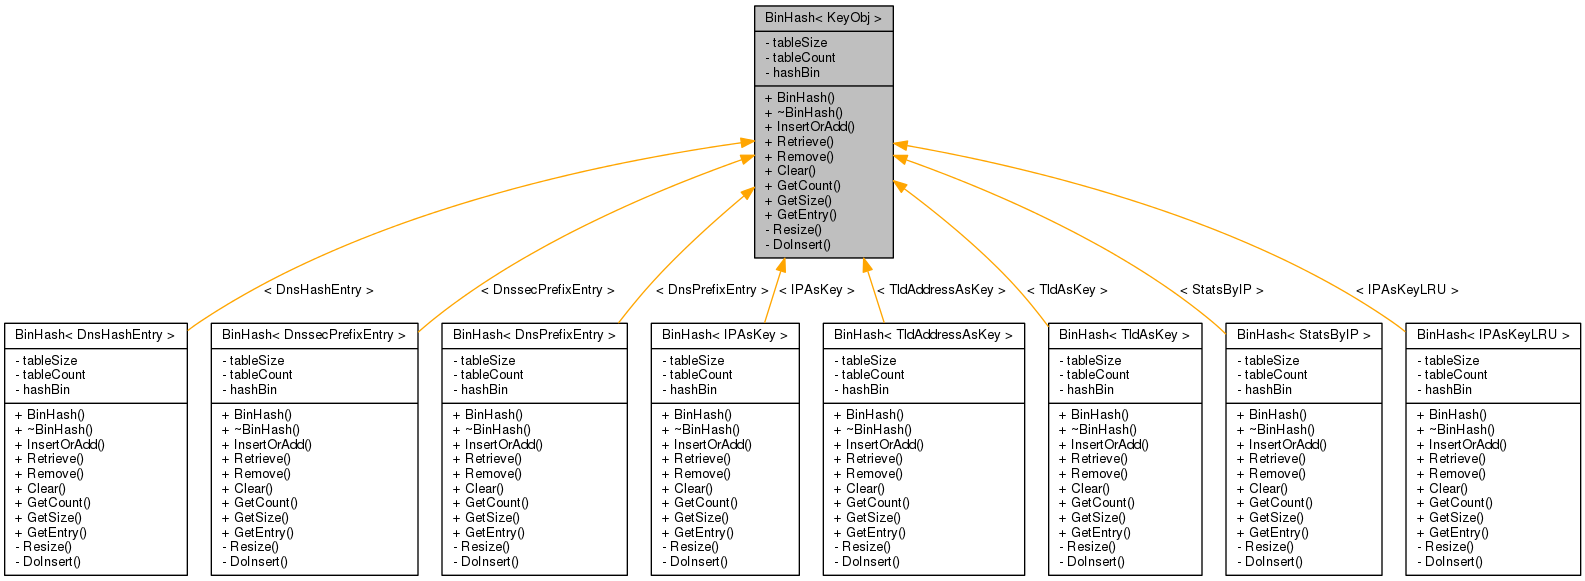 BinHash< KeyObj >
- tableSize
- tableCount
- hashBin
+ BinHash()
+ ~BinHash()
+ InsertOrAdd()
+ Retrieve()
+ Remove()
+ Clear()
+ GetCount()
+ GetSize()
+ GetEntry()
- Resize()
- DoInsert()
< DnsHashEntry >
< DnssecPrefixEntry >
< DnsPrefixEntry >
< IPAsKey >
< TldAddressAsKey >
< TldAsKey >
< StatsByIP >
< IPAsKeyLRU >
BinHash< DnsHashEntry >
- tableSize
- tableCount
- hashBin
+ BinHash()
+ ~BinHash()
+ InsertOrAdd()
+ Retrieve()
+ Remove()
+ Clear()
+ GetCount()
+ GetSize()
+ GetEntry()
- Resize()
- DoInsert()
BinHash< DnssecPrefixEntry >
- tableSize
- tableCount
- hashBin
+ BinHash()
+ ~BinHash()
+ InsertOrAdd()
+ Retrieve()
+ Remove()
+ Clear()
+ GetCount()
+ GetSize()
+ GetEntry()
- Resize()
- DoInsert()
BinHash< DnsPrefixEntry >
- tableSize
- tableCount
- hashBin
+ BinHash()
+ ~BinHash()
+ InsertOrAdd()
+ Retrieve()
+ Remove()
+ Clear()
+ GetCount()
+ GetSize()
+ GetEntry()
- Resize()
- DoInsert()
BinHash< IPAsKey >
- tableSize
- tableCount
- hashBin
+ BinHash()
+ ~BinHash()
+ InsertOrAdd()
+ Retrieve()
+ Remove()
+ Clear()
+ GetCount()
+ GetSize()
+ GetEntry()
- Resize()
- DoInsert()
BinHash< TldAddressAsKey >
- tableSize
- tableCount
- hashBin
+ BinHash()
+ ~BinHash()
+ InsertOrAdd()
+ Retrieve()
+ Remove()
+ Clear()
+ GetCount()
+ GetSize()
+ GetEntry()
- Resize()
- DoInsert()
BinHash< TldAsKey >
- tableSize
- tableCount
- hashBin
+ BinHash()
+ ~BinHash()
+ InsertOrAdd()
+ Retrieve()
+ Remove()
+ Clear()
+ GetCount()
+ GetSize()
+ GetEntry()
- Resize()
- DoInsert()
BinHash< StatsByIP >
- tableSize
- tableCount
- hashBin
+ BinHash()
+ ~BinHash()
+ InsertOrAdd()
+ Retrieve()
+ Remove()
+ Clear()
+ GetCount()
+ GetSize()
+ GetEntry()
- Resize()
- DoInsert()
BinHash< IPAsKeyLRU >
- tableSize
- tableCount
- hashBin
+ BinHash()
+ ~BinHash()
+ InsertOrAdd()
+ Retrieve()
+ Remove()
+ Clear()
+ GetCount()
+ GetSize()
+ GetEntry()
- Resize()
- DoInsert()